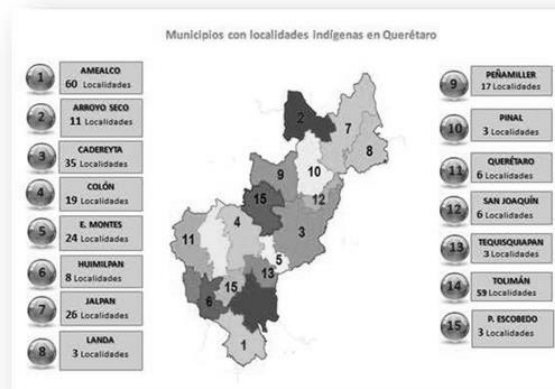 Municipios con localidades indígenas en Querétaro
1
AMEALCO
60 Localidades
2
ARROYO SECO
11 Localidades
3
CADEREYTA
35 Localidades
4
COLÓN
19 Localidades
5
E. MONTES
24 Localidades
6
HUIMILPAN
8 Localidades
7
JALPAN
26 Localidades
8
LANDA
3 Localidades
2
7
8
10
9
12
15
4
3
11
5
13
15
6
1
9
PEÑAMILLER
17 Localidades
10
PINAL
3 Localidades
11
QUERÉTARO
6 Localidades
12
SAN JOAQUÍN
6 Localidades
13
TEQUISQUIAPAN
3 Localidades
14
TOLIMÁN
59 Localidades
15
P. ESCOBEDO
3 Localidades